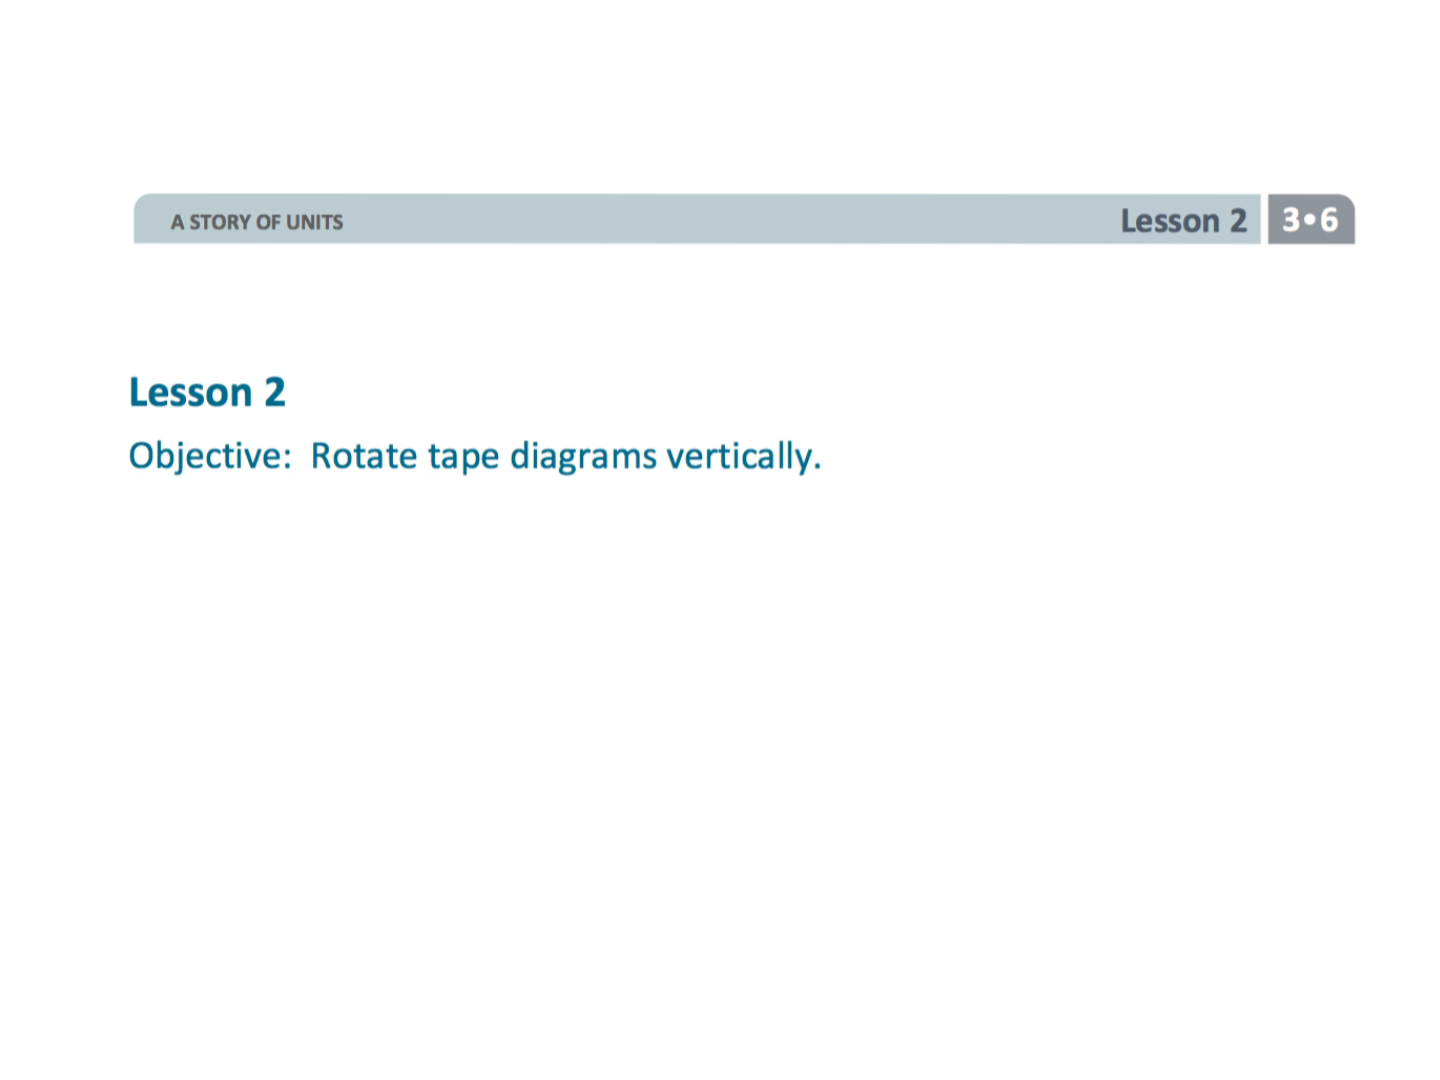 A STORY OF UNITS
Lesson 2 3•6
Lesson 2
Objective: Rotate tape diagrams vertically.